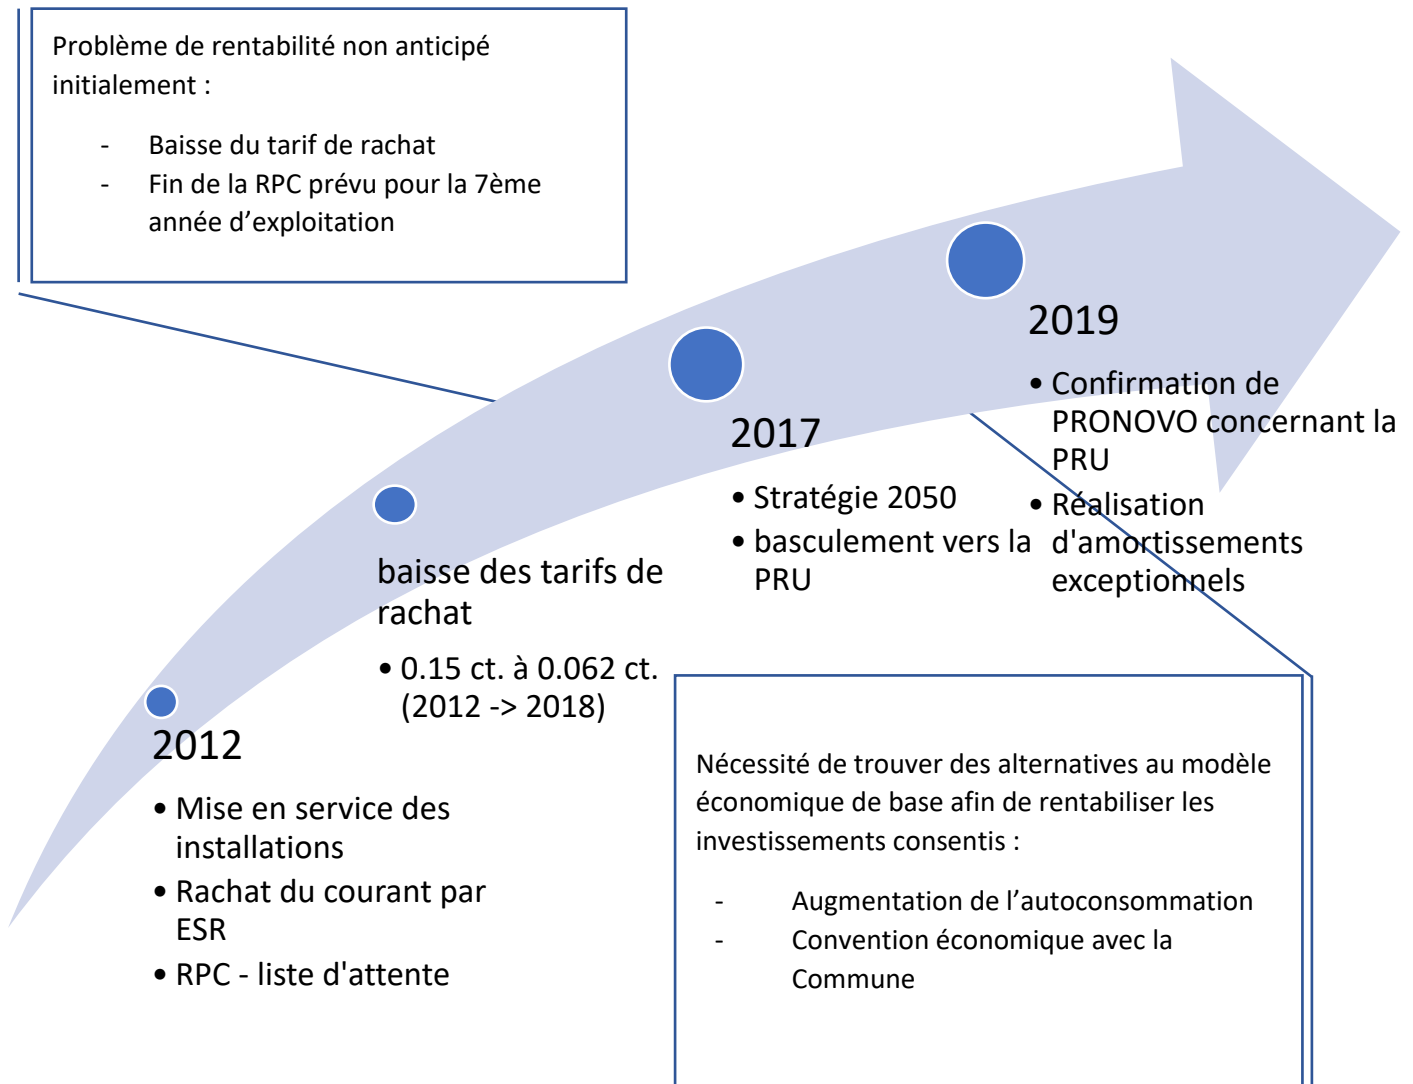 Problème de rentabilité non anticipé
initialement :
- Baisse du tarif de rachat
- Fin de la RPC prévu pour la 7ème
année d’exploitation
2019
• Confirmation de
PRONOVO concernant la
PRU
• Réalisation
d'amortissements
exceptionnels
2017
• Stratégie 2050
• basculement vers la
PRU
baisse des tarifs de
rachat
• 0.15 ct. à 0.062 ct.
(2012 -> 2018)
2012
• Mise en service des
installations
• Rachat du courant par
ESR
• RPC - liste d'attente
Nécessité de trouver des alternatives au modèle
économique de base afin de rentabiliser les
investissements consentis :
- Augmentation de l’autoconsommation
- Convention économique avec la
Commune